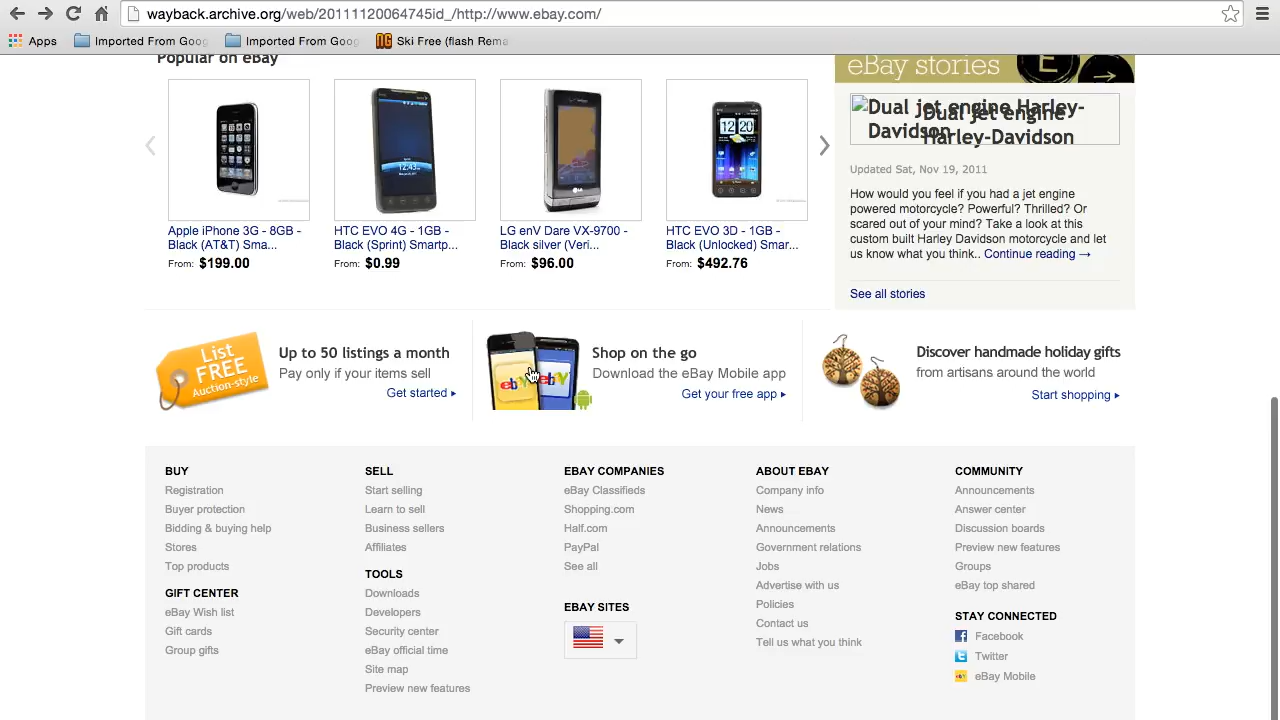 wayback.archive.org/web/20111120064745id_/http://www.ebay.com/
Apps
Imported From Goo
Imported From Goo
Ski Free (flash Rema
Popular on eBay
Apple iPhone 3G - 8GB -
Black (AT&T) Sma...
From: $199.00
HTC EVO 4G - 1GB -
Black (Sprint) Smartp...
From: $0.99
LG enV Dare VX-9700 -
Black silver (Veri...
From: $96.00
HTC EVO 3D - 1GB -
Black (Unlocked) Smar...
From: $492.76
eBay stories
Dual jet engine Harley-
Davidson
Dual jet engine
Harley-Davidson
Updated Sat, Nov 19, 2011
How would you feel if you had a jet engine
powered motorcycle? Powerful? Thrilled? Or
scared out of your mind? Take a look at this
custom built Harley Davidson motorcycle and let
us know what you think.. Continue reading →
See all stories
List
FREE
Auction-style
Up to 50 listings a month
Pay only if your items sell
Get started
ebY
ebY
Shop on the go
Download the eBay Mobile app
Get your free app
Discover handmade holiday gifts
from artisans around the world
Start shopping
BUY
Registration
Buyer protection
Bidding & buying help
Stores
Top products
GIFT CENTER
eBay Wish list
Gift cards
Group gifts
SELL
Start selling
Learn to sell
Business sellers
Affiliates
TOOLS
Downloads
Developers
Security center
eBay official time
Site map
Preview new features
EBAY COMPANIES
eBay Classifieds
Shopping.com
Half.com
PayPal
See all
EBAY SITES
ABOUT EBAY
Company info
News
Announcements
Government relations
Jobs
Advertise with us
Policies
Contact us
Tell us what you think
COMMUNITY
Announcements
Answer center
Discussion boards
Preview new features
Groups
eBay top shared
STAY CONNECTED
Facebook
Twitter
eBay Mobile